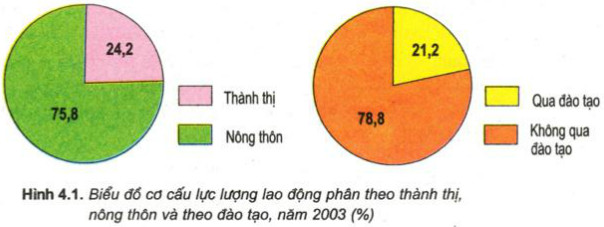 24,2
75,8
Thành thị
Nông thôn
21,2
78,8
Qua đào tạo
Không qua
đào tạo
Hình 4.1. Biểu đồ cơ cấu lực lượng lao động phân theo thành thị,
nông thôn và theo đào tạo, năm 2003 (%)